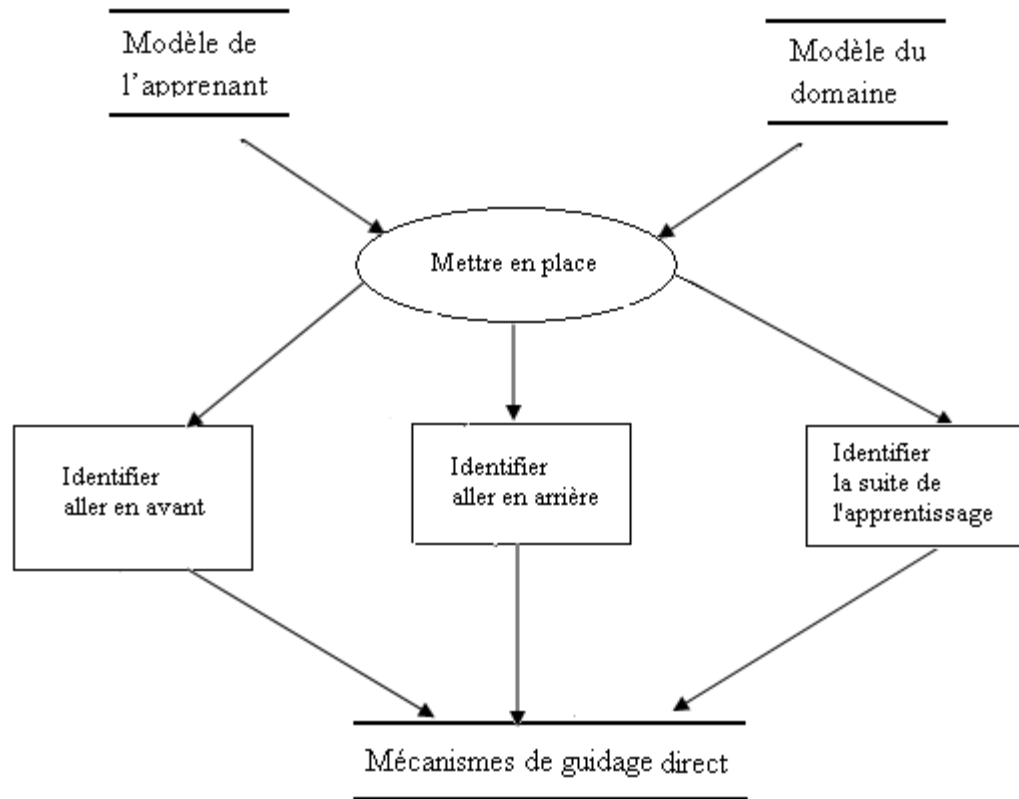 Modèle de
l'apprenant
Modèle du
domaine
Mettre en place
Identifier
aller en avant
Identifier
aller en arrière
Identifier
la suite de
l'apprentissage
Mécanismes de guidage direct